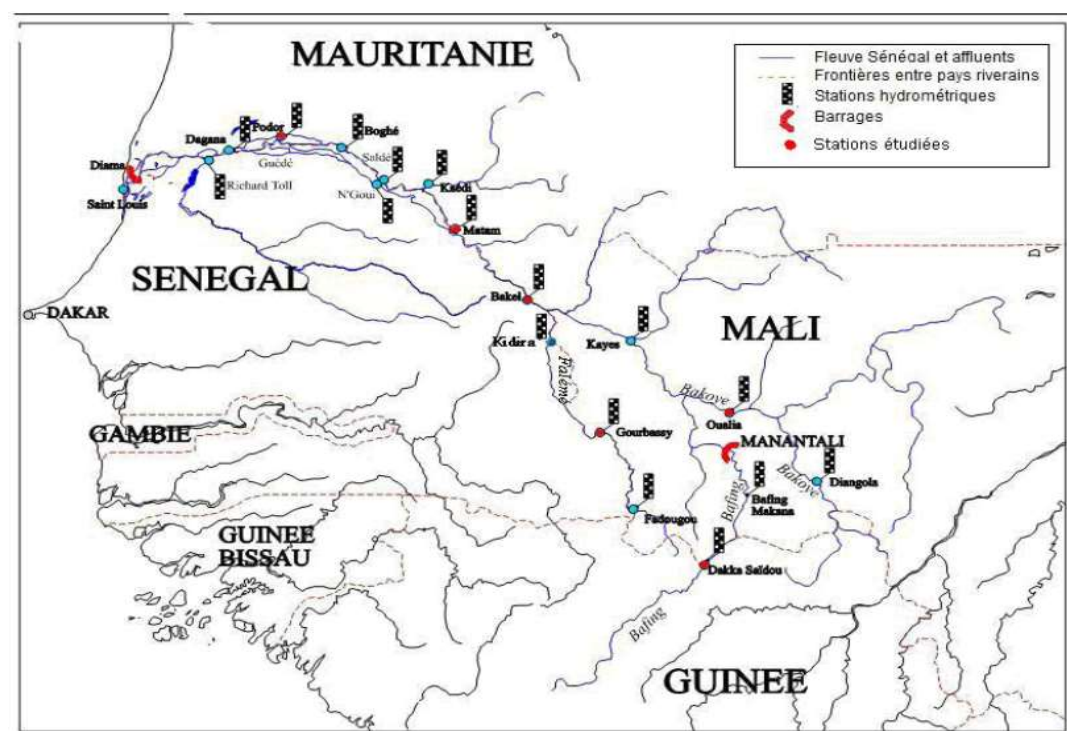 MAURITANIE
Fleuve Sénégal et affluents
Frontières entre pays riverains
Stations hydrométriques
Barrages
Stations étudiées
Podor
Dagana
Boghé
Diama
Guédé
Saldé
Richard Toll
N'Goui
Kaédi
Saint Louis
Matam
SENEGAL
Bakel
DAKAR
MALI
Kidira
Kayes
Falémé
Bakoye
Oualia
GAMBIE
Gourbassy
MANANTALI
Bakoye
Diangola
Bafing
Bafing
Makana
Fadougou
GUINEE
BISSAU
Dakka Saïdou
Bafing
GUINEE